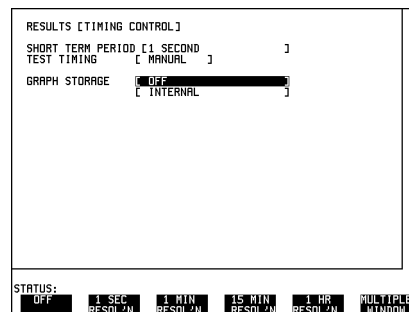 RESULTS [TIMING CONTROL]
SHORT TERM PERIOD [1 SECOND ]
TEST TIMING [ MANUAL ]
GRAPH STORAGE [ OFF ]
[ INTERNAL ]
STATUS:
OFF 1 SEC 1 MIN 15 MIN 1 HR MULTIPLE
RESOL'N RESOL'N RESOL'N RESOL'N WINDOW